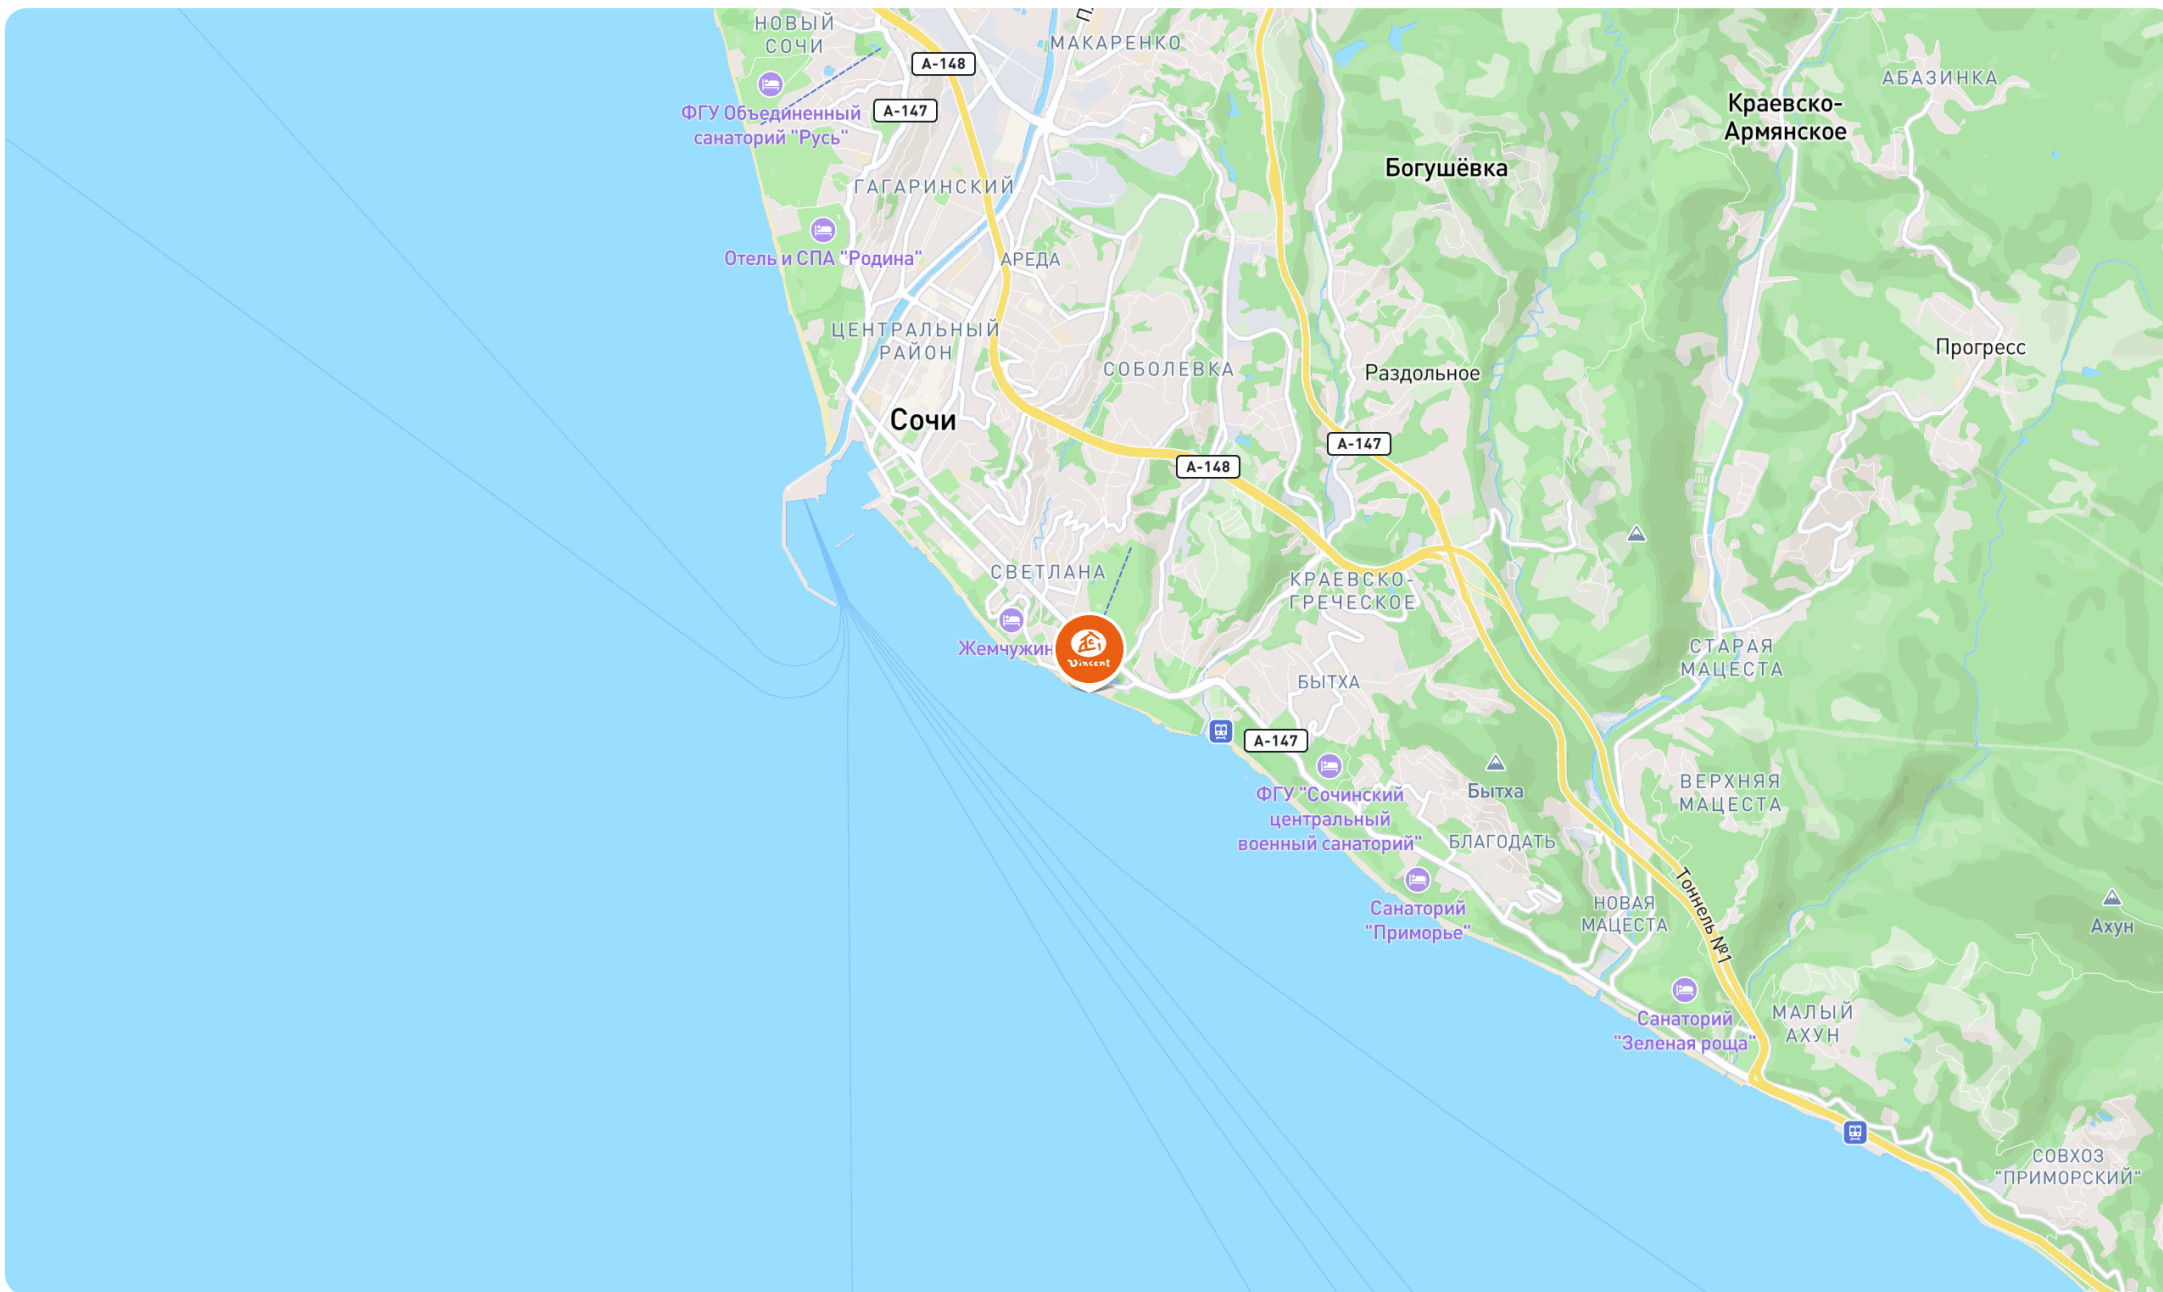 НОВЫЙ
СОЧИ
МАКАРЕНКО
А-148
АБАЗИНКА
Краевско-
Армянское
А-147
ФГУ Объединенный
санаторий "Русь"
Богушёвка
ГАГАРИНСКИЙ
Отель и СПА "Родина"
АРЕДА
ЦЕНТРАЛЬНЫЙ
РАЙОН
Прогресс
СОБОЛЕВКА
Раздольное
Сочи
А-147
А-148
СВЕТЛАНА
КРАЕВСКО-
ГРЕЧЕСКОЕ
Жемчужин
Vincent
СТАРАЯ
МАЦЕСТА
БЫТХА
А-147
ВЕРХНЯЯ
МАЦЕСТА
Бытха
ФГУ "Сочинский
центральный
военный санаторий"
БЛАГОДАТЬ
Тоннель №1
Санаторий
"Приморье"
НОВАЯ
МАЦЕСТА
Ахун
Санаторий
"Зеленая роща"
МАЛЫЙ
АХУН
СОВХОЗ
"ПРИМОРСКИЙ"